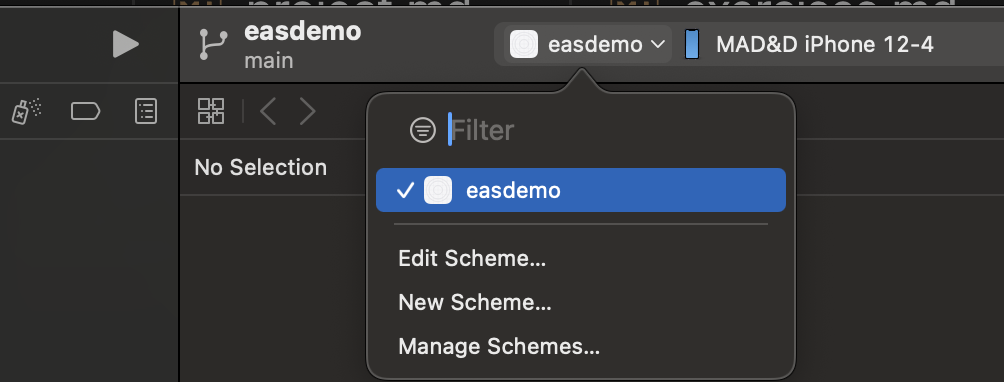 easdemo
main
easdemo
MAD&D iPhone 12-4
Filter
No Selection
easdemo
Edit Scheme...
New Scheme...
Manage Schemes...